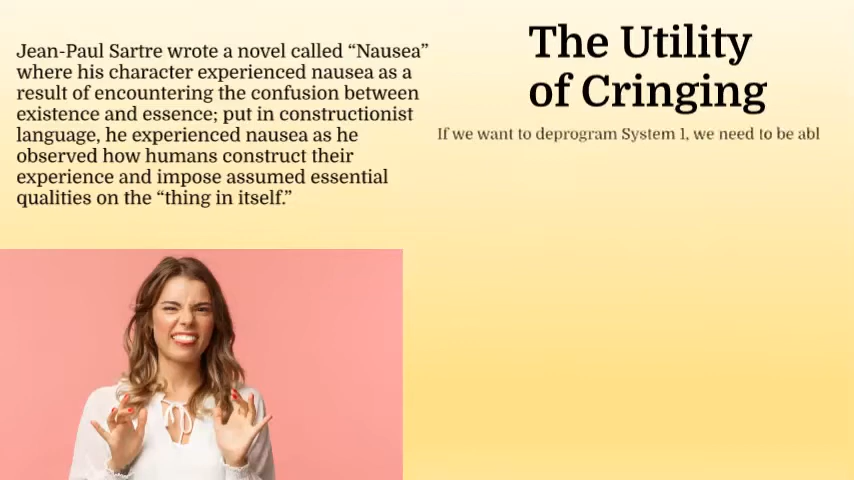 Jean-Paul Sartre wrote a novel called “Nausea”
where his character experienced nausea as a
result of encountering the confusion between
existence and essence; put in constructionist
language, he experienced nausea as he
observed how humans construct their
experience and impose assumed essential
qualities on the “thing in itself.”
The Utility
of Cringing
If we want to deprogram System 1, we need to be abl